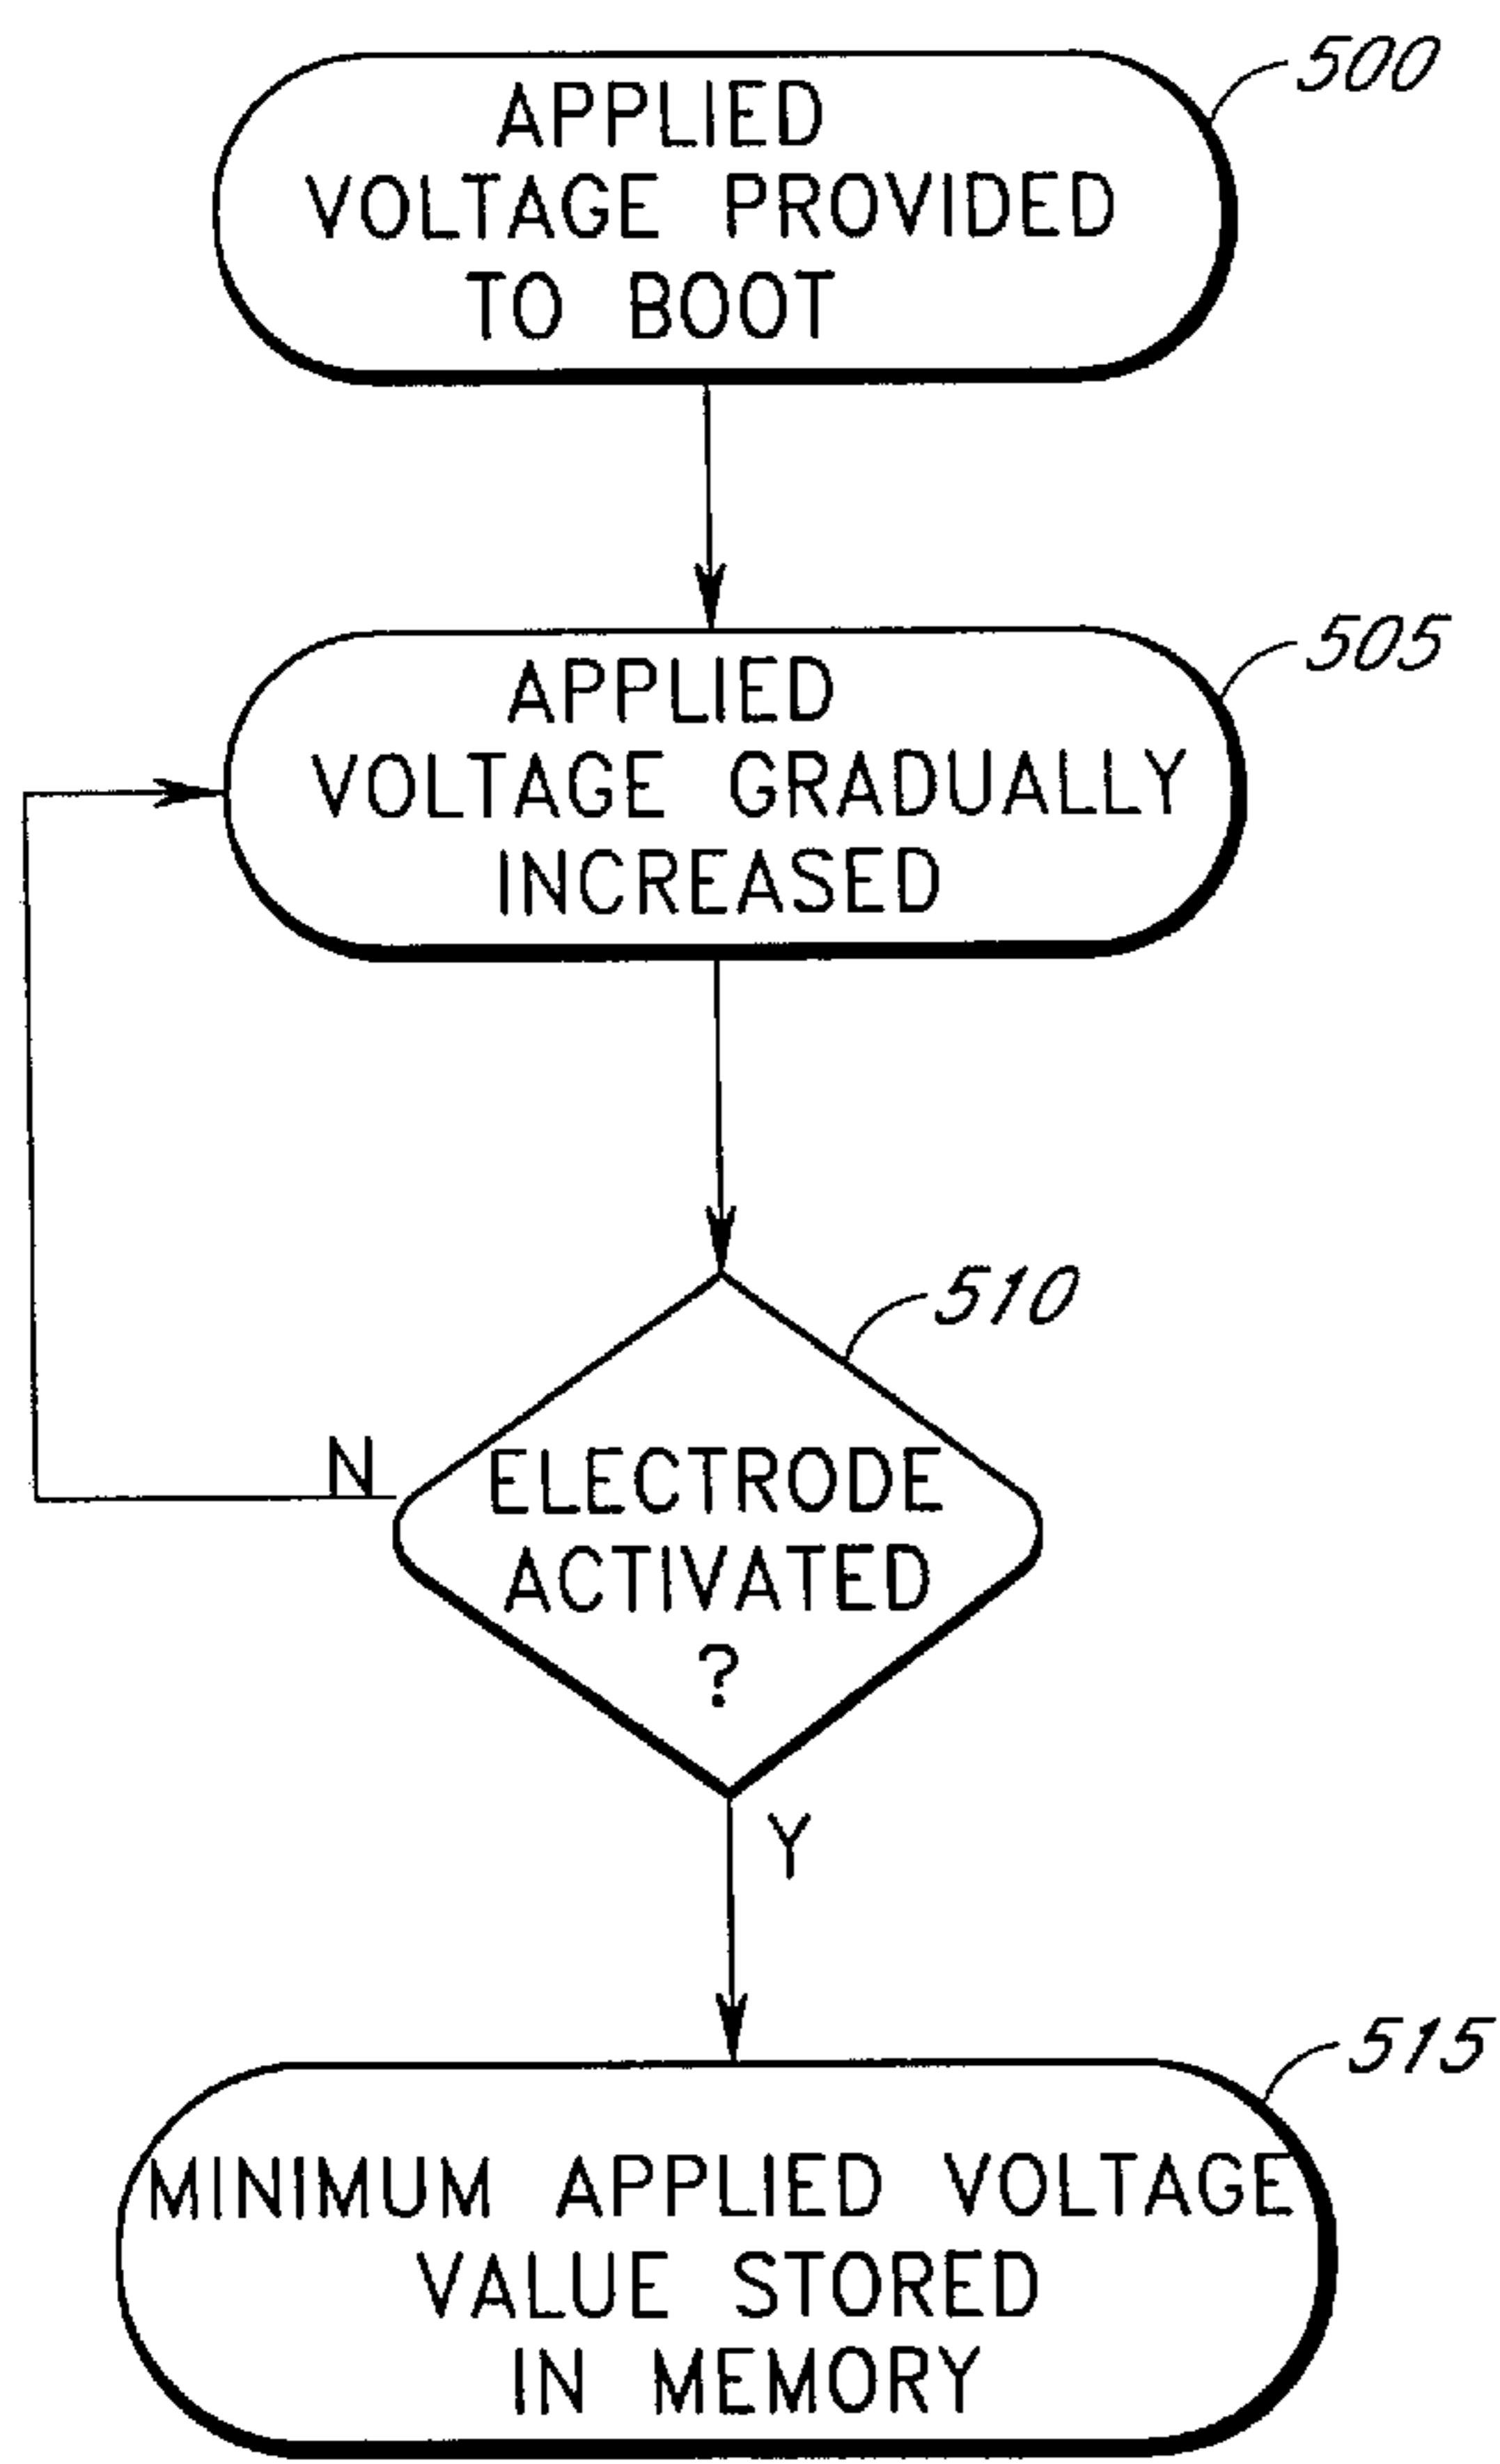 500
APPLIED
VOLTAGE PROVIDED
TO BOOT
505
APPLIED
VOLTAGE GRADUALLY
INCREASED
510
N
ELECTRODE
ACTIVATED
?
Y
515
MINIMUM APPLIED VOLTAGE
VALUE STORED
IN MEMORY